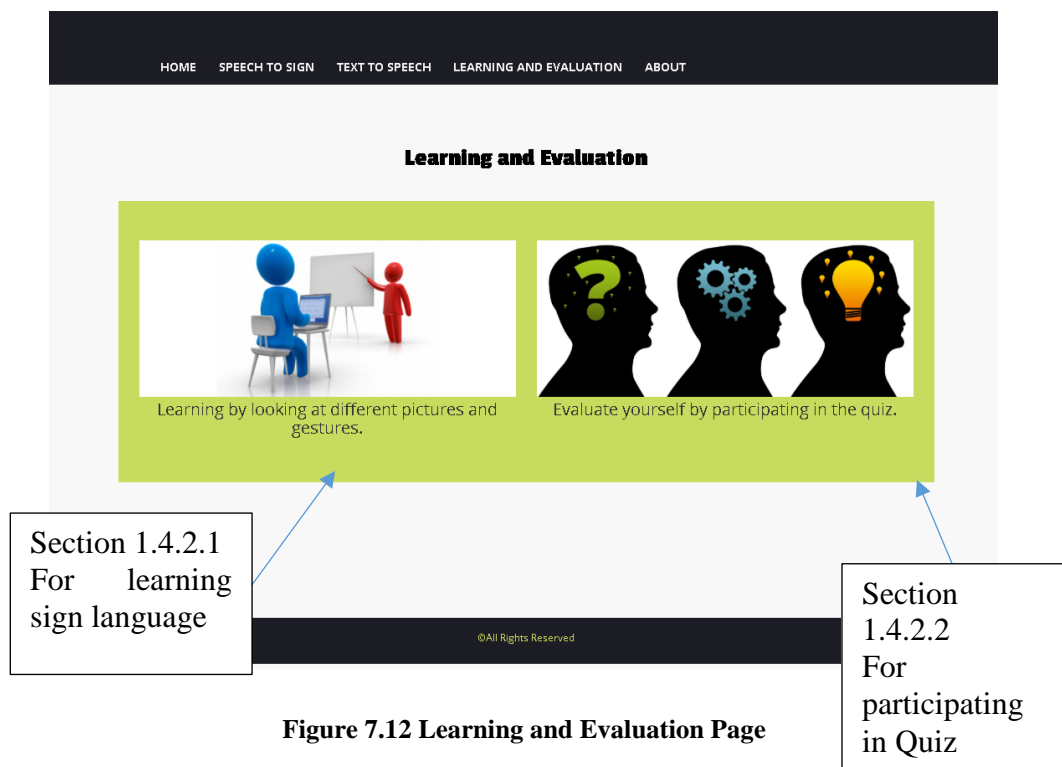 HOME SPEECH TO SIGN TEXT TO SPEECH LEARNING AND EVALUATION ABOUT
Learning and Evaluation
Learning by looking at different pictures and
gestures.
Evaluate yourself by participating in the quiz.
Section 1.4.2.1
For learning
sign language
Section
1.4.2.2
For
participating
in Quiz
©All Rights Reserved
Figure 7.12 Learning and Evaluation Page